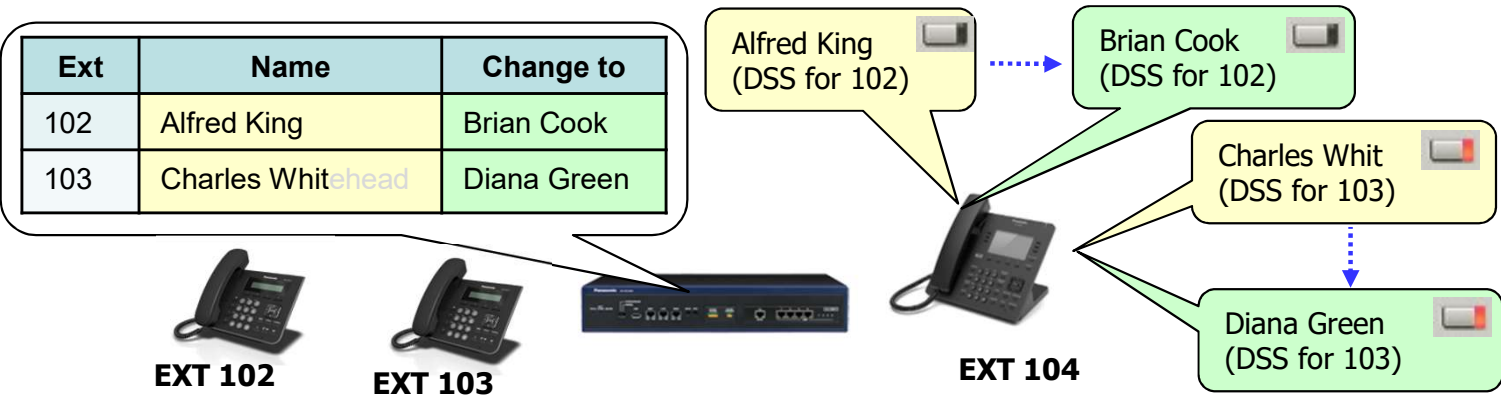 Ext Name Change to
102 Alfred King Brian Cook
103 Charles Whitehead Diana Green
Alfred King
(DSS for 102)
Brian Cook
(DSS for 102)
Charles Whit
(DSS for 103)
Diana Green
(DSS for 103)
EXT 102
EXT 103
EXT 104
Panasonic